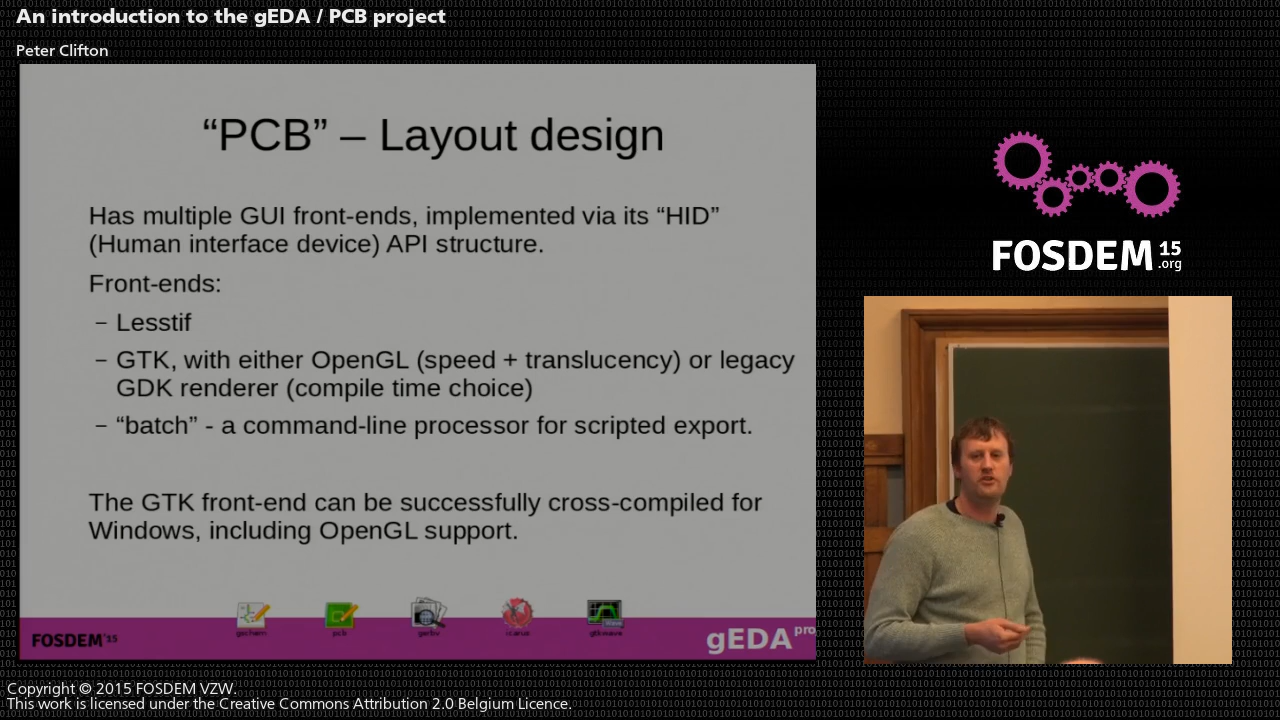 An introduction to the gEDA / PCB project
Peter Clifton
“PCB” – Layout design
Has multiple GUI front-ends, implemented via its “HID”
(Human interface device) API structure.
Front-ends:
– Lesstif
– GTK, with either OpenGL (speed + translucency) or legacy
GDK renderer (compile time choice)
– “batch” - a command-line processor for scripted export.
The GTK front-end can be successfully cross-compiled for
Windows, including OpenGL support.
gschem pcb gerbv icarus gtkwave
FOSDEM'15
gEDA pro
FOSDEM 15
.org
Copyright © 2015 FOSDEM VZW.
This work is licensed under the Creative Commons Attribution 2.0 Belgium Licence.